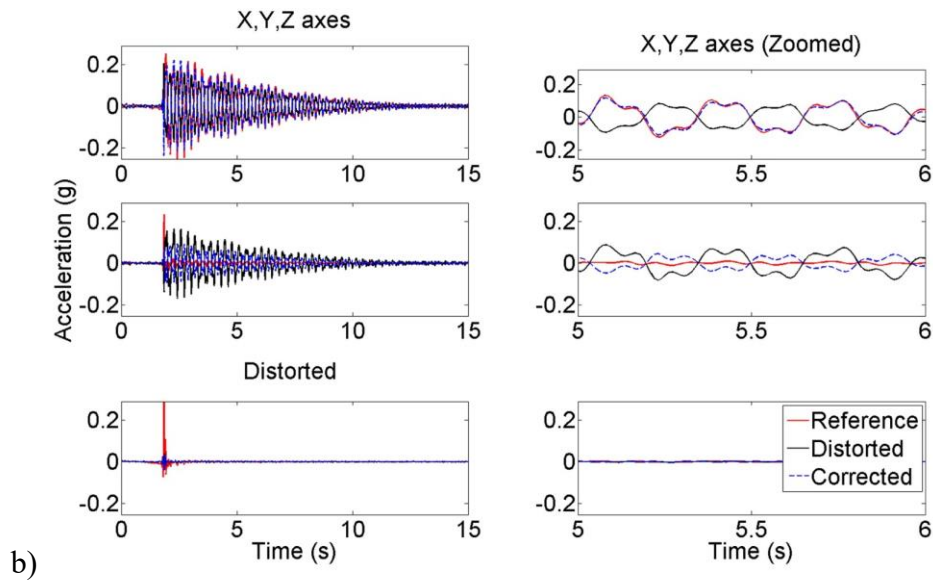 X,Y,Z axes
X,Y,Z axes (Zoomed)
0.2
0
-0.2
0 5 10 15
0.2
0
-0.2
5 5.5 6
Acceleration (g)
0.2
0
-0.2
0 5 10 15
0.2
0
-0.2
5 5.5 6
Distorted
0.2
0
-0.2
0 5 10 15
Time (s)
0.2
0
-0.2
5 5.5 6
Time (s)
Reference
Distorted
Corrected
b)